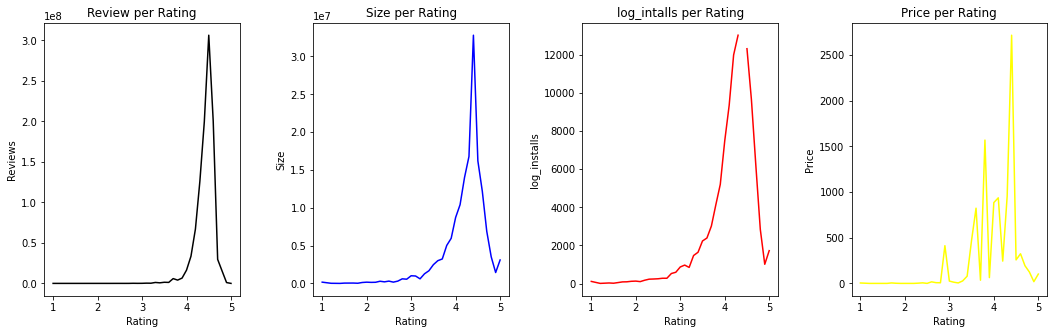 Review per Rating
1e8
3.0
2.5
2.0
1.5
1.0
0.5
0.0
Reviews
1 2 3 4 5
Rating
Size per Rating
1e7
3.0
2.5
2.0
1.5
1.0
0.5
0.0
Size
1 2 3 4 5
Rating
log_intalls per Rating
12000
10000
8000
6000
4000
2000
0
log_installs
1 2 3 4 5
Rating
Price per Rating
2500
2000
1500
1000
500
0
Price
1 2 3 4 5
Rating